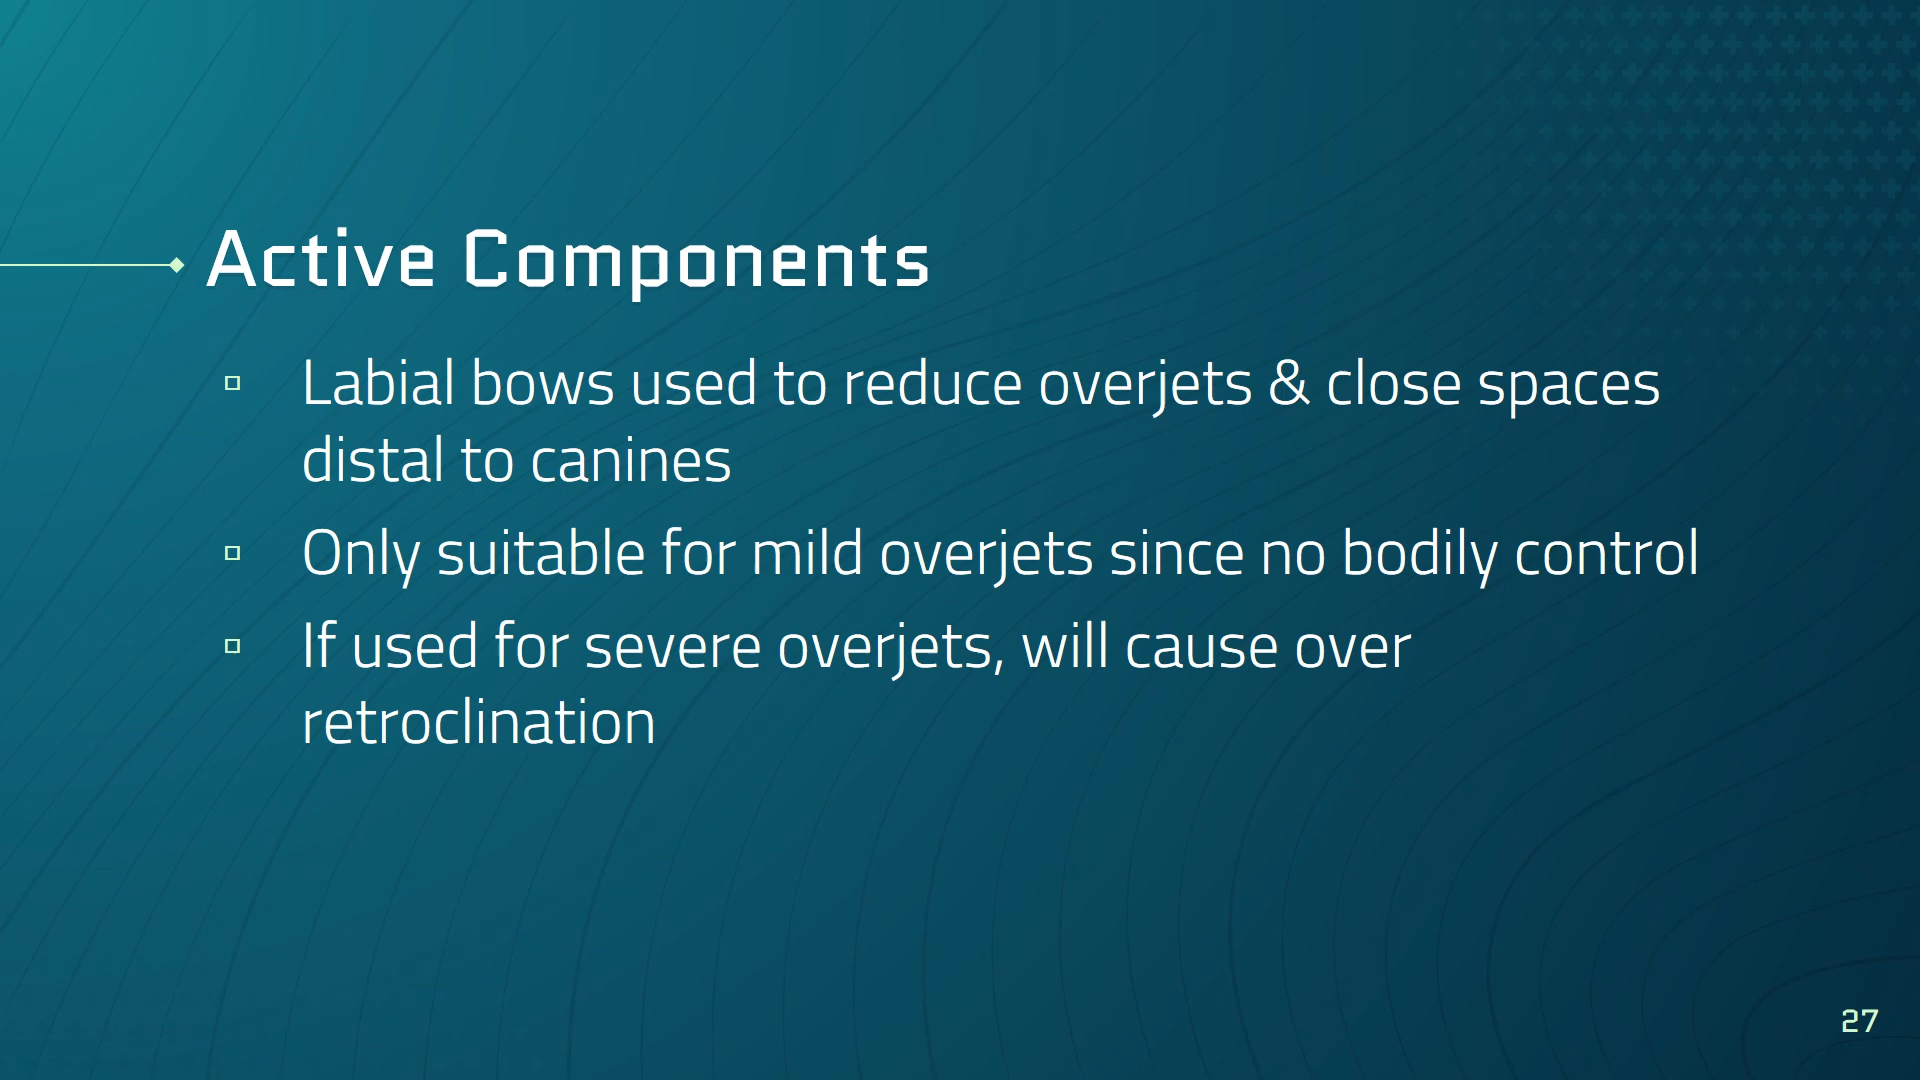 Active Components
Labial bows used to reduce overjets & close spaces
distal to canines
Only suitable for mild overjets since no bodily control
If used for severe overjets, will cause over
retroclination
27